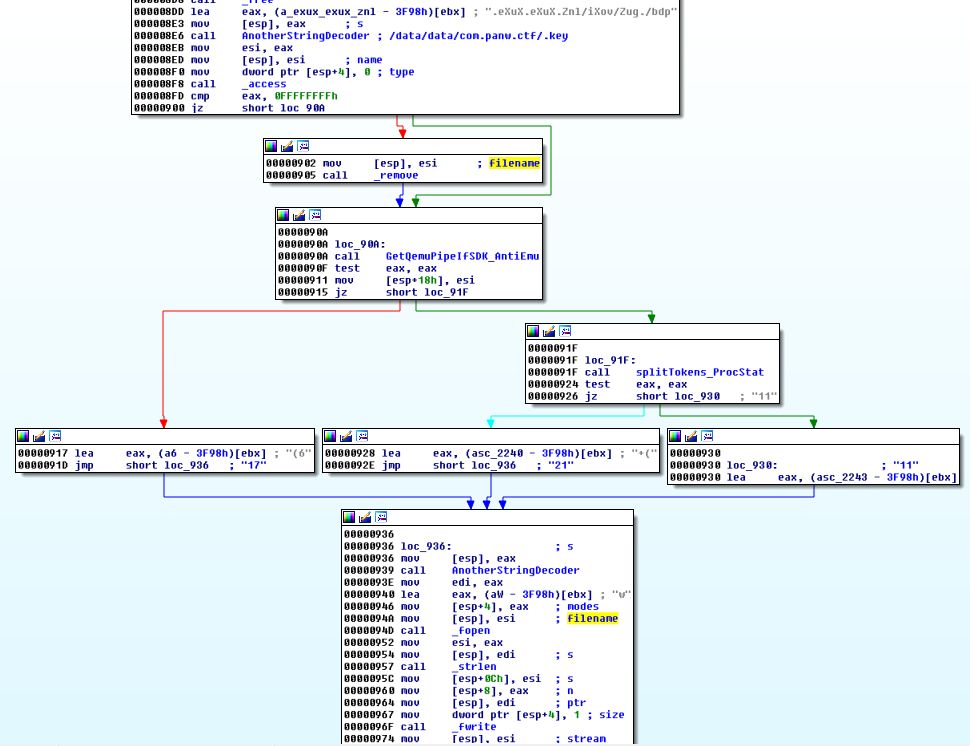 000008DD lea eax, (a_exux_exux_znl - 3F98h)[ebx] ; ".eXuX.eXuX.Znl/iXov/Zug./bdp"
000008E3 mov [esp], eax ; s
000008E6 call AnotherStringDecoder ; /data/data/com.panw.ctf/.key
000008EB mov esi, eax
000008ED mov [esp], esi ; name
000008F0 mov dword ptr [esp+4], 0 ; type
000008F8 call _access
000008FD cmp eax, 0FFFFFFFFh
00000900 jz short loc_90A
00000902 mov [esp], esi ; filename
00000905 call _remove
0000090A
0000090A loc_90A:
0000090A call GetQemuPipeIfSDK_AntiEmu
0000090F test eax, eax
00000911 mov [esp+18h], esi
00000915 jz short loc_91F
0000091F
0000091F loc_91F:
0000091F call splitTokens_ProcStat
00000924 test eax, eax
00000926 jz short loc_930 ; "11"
00000917 lea eax, (a6 - 3F98h)[ebx] ; "(6"
0000091D jmp short loc_936 ; "17"
00000928 lea eax, (asc_2240 - 3F98h)[ebx] ; "+("
0000092E jmp short loc_936 ; "21"
00000930
00000930 loc_930: ; "11"
00000930 lea eax, (asc_2243 - 3F98h)[ebx]
00000936
00000936 loc_936: ; s
00000936 mov [esp], eax
00000939 call AnotherStringDecoder
0000093E mov edi, eax
00000940 lea eax, (aW - 3F98h)[ebx] ; "w"
00000946 mov [esp+4], eax ; modes
0000094A mov [esp], esi ; filename
0000094D call _fopen
00000952 mov esi, eax
00000954 mov [esp], edi ; s
00000957 call _strlen
0000095C mov [esp+0Ch], esi ; s
00000960 mov [esp+8], eax ; n
00000964 mov [esp], edi ; ptr
00000967 mov dword ptr [esp+4], 1 ; size
0000096F call _fwrite
00000974 mov [esp], esi ; stream